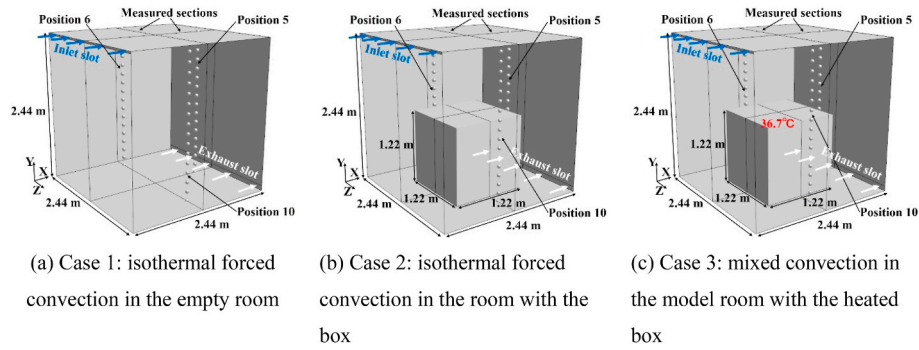 Position 6
Measured sections
Position 5
Inlet slot
2.44 m
Exhaust slot
Y
X
Z
2.44 m
2.44 m
Position 10
(a) Case 1: isothermal forced
convection in the empty room
Position 6
Measured sections
Position 5
Inlet slot
2.44 m
1.22 m
Exhaust slot
Y
X
Z
1.22 m
1.22 m
2.44 m
2.44 m
Position 10
(b) Case 2: isothermal forced
convection in the room with the
box
Position 6
Measured sections
Position 5
Inlet slot
2.44 m
36.7℃
1.22 m
Exhaust slot
Y
X
Z
1.22 m
1.22 m
2.44 m
2.44 m
Position 10
(c) Case 3: mixed convection in
the model room with the heated
box